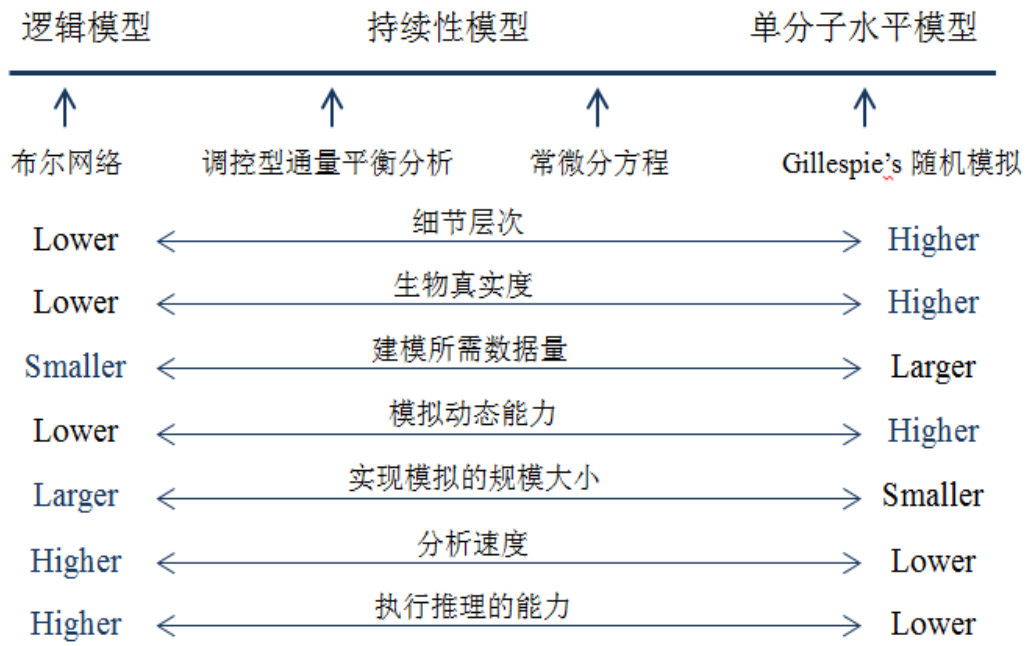 逻辑模型 持续性模型 单分子水平模型
布尔网络 调控型通量平衡分析 常微分方程 Gillespie’s 随机模拟
细节层次
Lower Higher
生物真实度
Lower Higher
建模所需数据量
Smaller Larger
模拟动态能力
Lower Higher
实现模拟的规模大小
Larger Smaller
分析速度
Higher Lower
执行推理的能力
Higher Lower